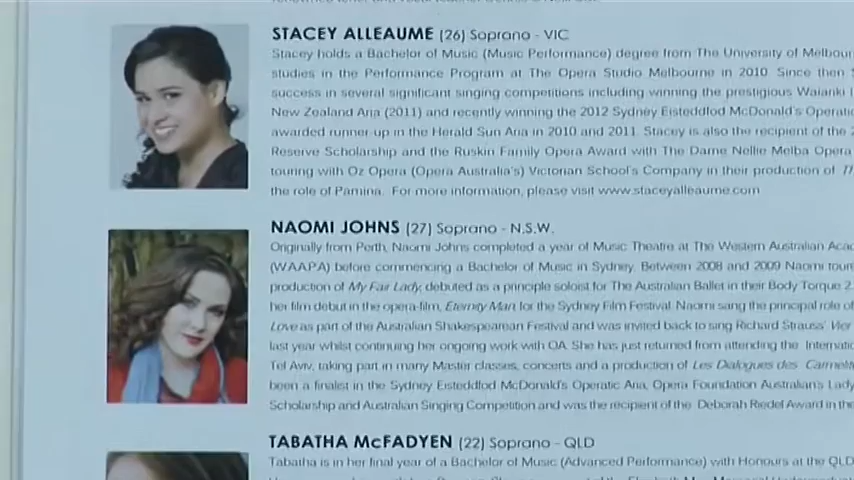 STACEY ALLEAUME (26) Soprano - VIC
Stacey holds a Bachelor of Music (Music Performance) degree from The University of Melbour
studies in the Performance Program at The Opera Studio Melbourne in 2010. Since then
success in several significant singing competitions including winning the prestigious Waianki
New Zealand Aria (2011) and recently winning the 2012 Sydney Eisteddfod McDonald's Operatic
awarded runner-up in the Herald Sun Aria in 2010 and 2011. Stacey is also the recipient of the 2
Reserve Scholarship and the Ruskin Family Opera Award with The Dame Nellie Melba Opera
touring with Oz Opera (Opera Australia's) Victorian School's Company in their production of
the role of Pamina. For more information, please visit www.staceyalleaume.com
NAOMI JOHNS (27) Soprano - N.S.W.
Originally from Perth, Naomi Johns completed a year of Music Theatre at The Western Australian Aca
(WAAPA) before commencing a Bachelor of Music in Sydney. Between 2008 and 2009 Naomi toure
production of My Fair Lady, debuted as a principle soloist for The Australian Ballet in their Body Torque 2.
her film debut in the opera-film, Eternity Man for the Sydney Film Festival. Naomi sang the principal role of
Love as part of the Australian Shakespearean Festival and was invited back to sing Richard Strauss' Vier
last year whilst continuing her ongoing work with OA. She has just returned from attending the Internatio
Tel Aviv, taking part in many Master classes, concerts and a production of Les Dialogues des Carmelit
been a finalist in the Sydney Eisteddfod McDonald's Operatic Aria, Opera Foundation Australia's Lady
Scholarship and Australian Singing Competition and was the recipient of the Deborah Riedel Award in the
TABATHA McFADYEN (22) Soprano - QLD
Tabatha is in her final year of a Bachelor of Music (Advanced Performance) with Honours at the QLD